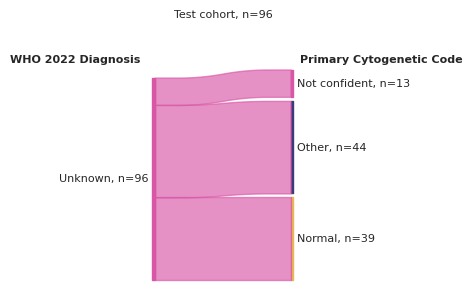 Test cohort, n=96
WHO 2022 Diagnosis
Primary Cytogenetic Code
Not confident, n=13
Other, n=44
Unknown, n=96
Normal, n=39